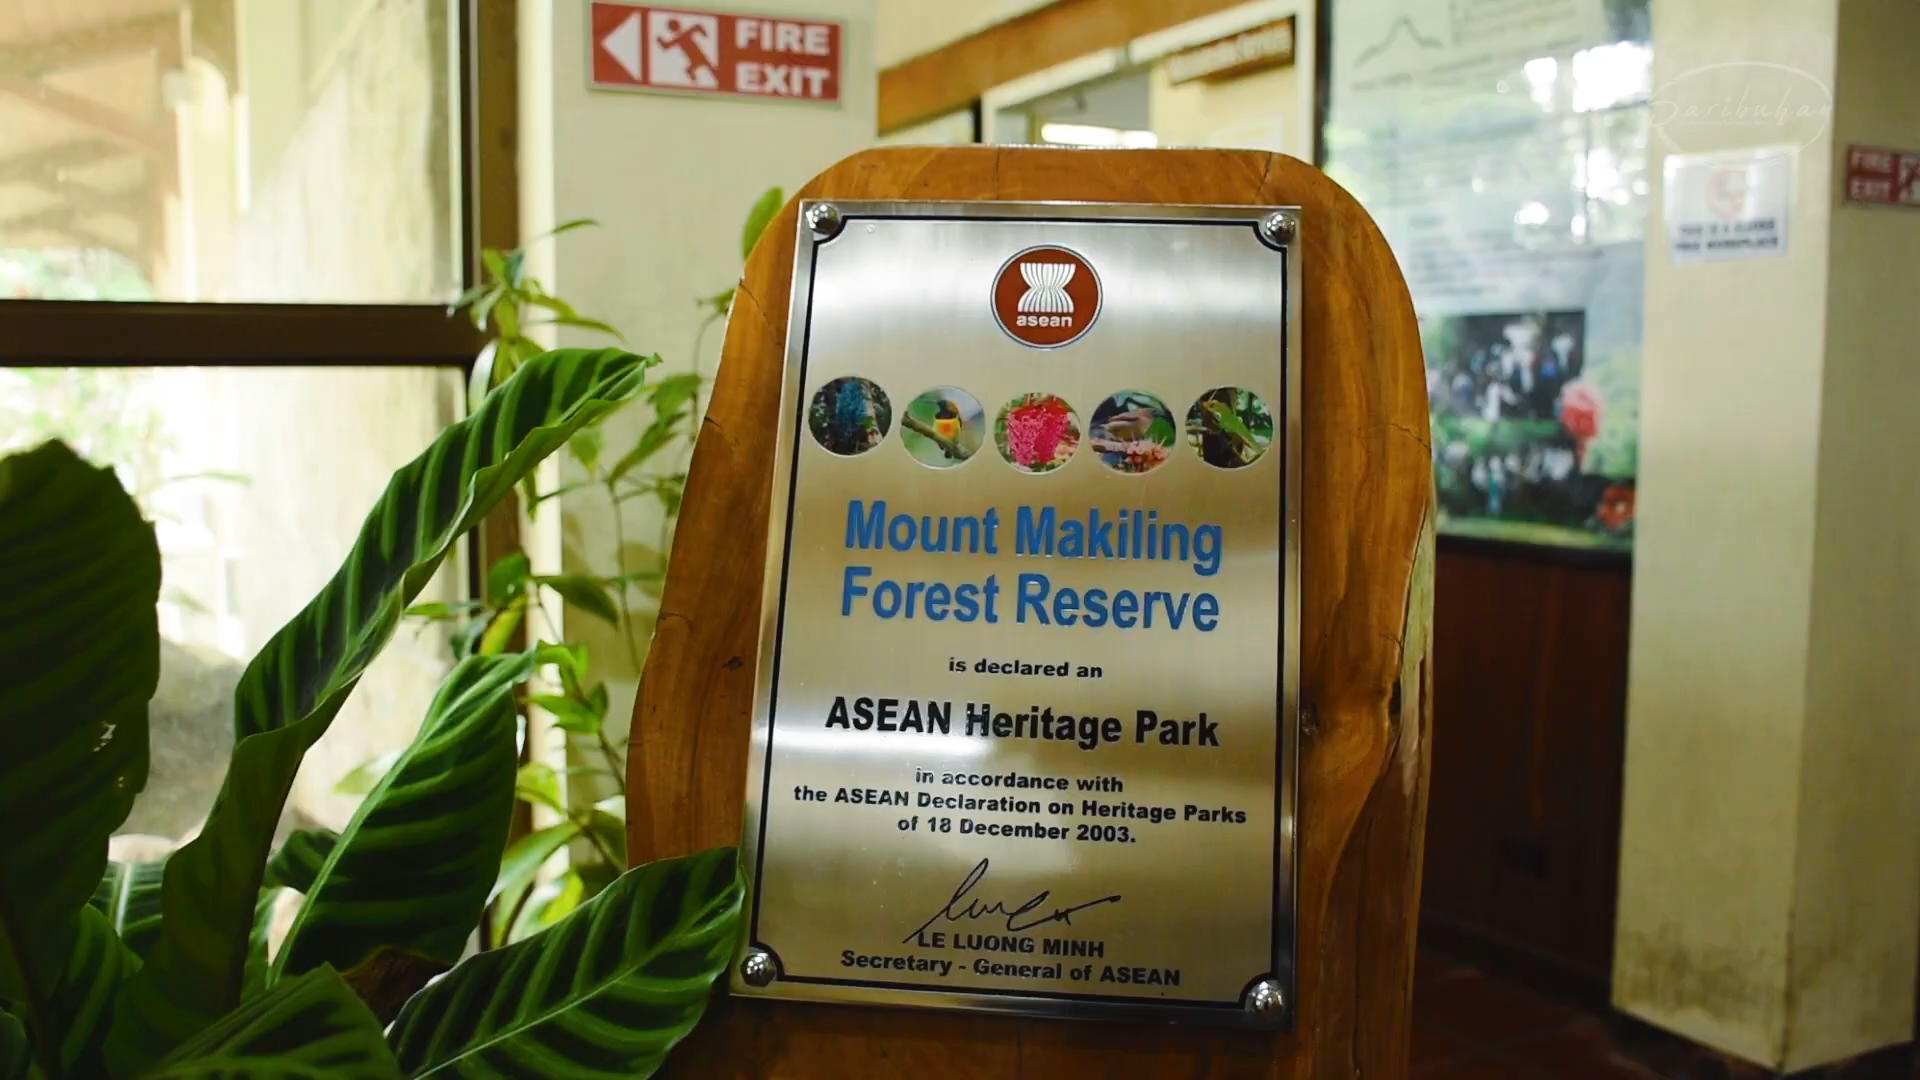 FIRE
EXIT
Saribuhay
FIRE
EXIT
asean
Mount Makiling
Forest Reserve
is declared an
ASEAN Heritage Park
in accordance with
the ASEAN Declaration on Heritage Parks
of 18 December 2003.
LE LUONG MINH
Secretary - General of ASEAN